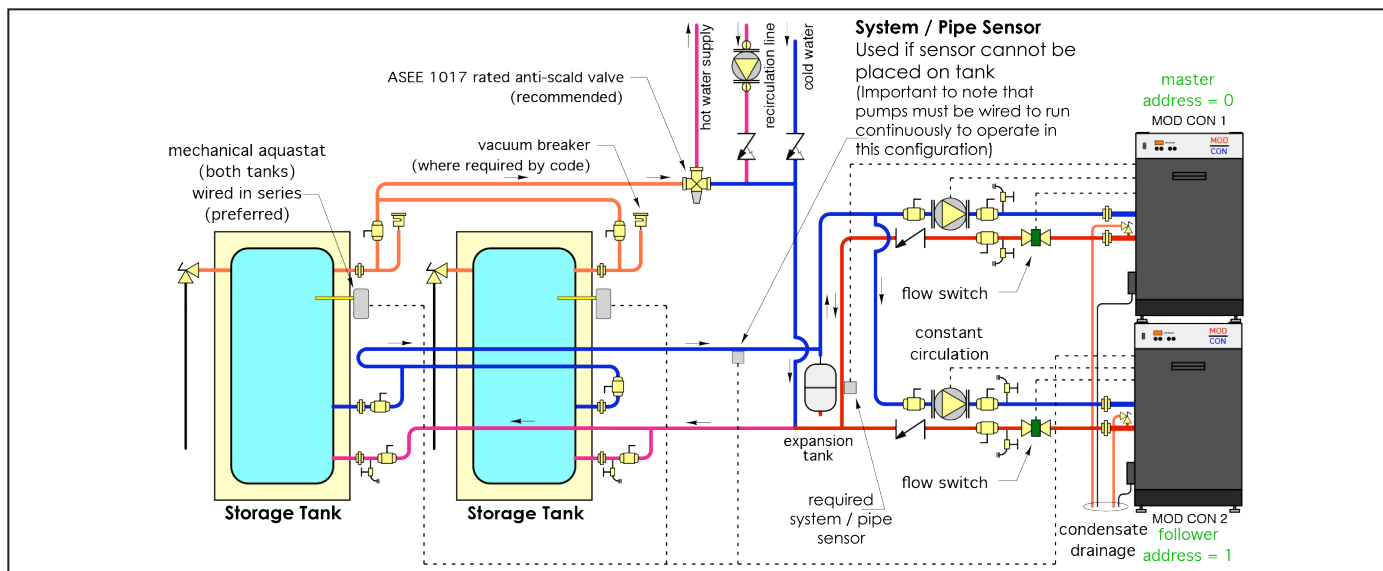 System / Pipe Sensor
Used if sensor cannot be
placed on tank
(Important to note that
pumps must be wired to run
continuously to operate in
this configuration)
hot water supply
recirculation line
cold water
ASEE 1017 rated anti-scald valve
(recommended)
vacuum breaker
(where required by code)
mechanical aquastat
(both tanks)
wired in series
(preferred)
master
address = 0
MOD CON 1
MOD
CON
flow switch
constant
circulation
MOD
CON
expansion
tank
flow switch
required
system / pipe
sensor
Storage Tank
Storage Tank
condensate
drainage
MOD CON 2
follower
address = 1